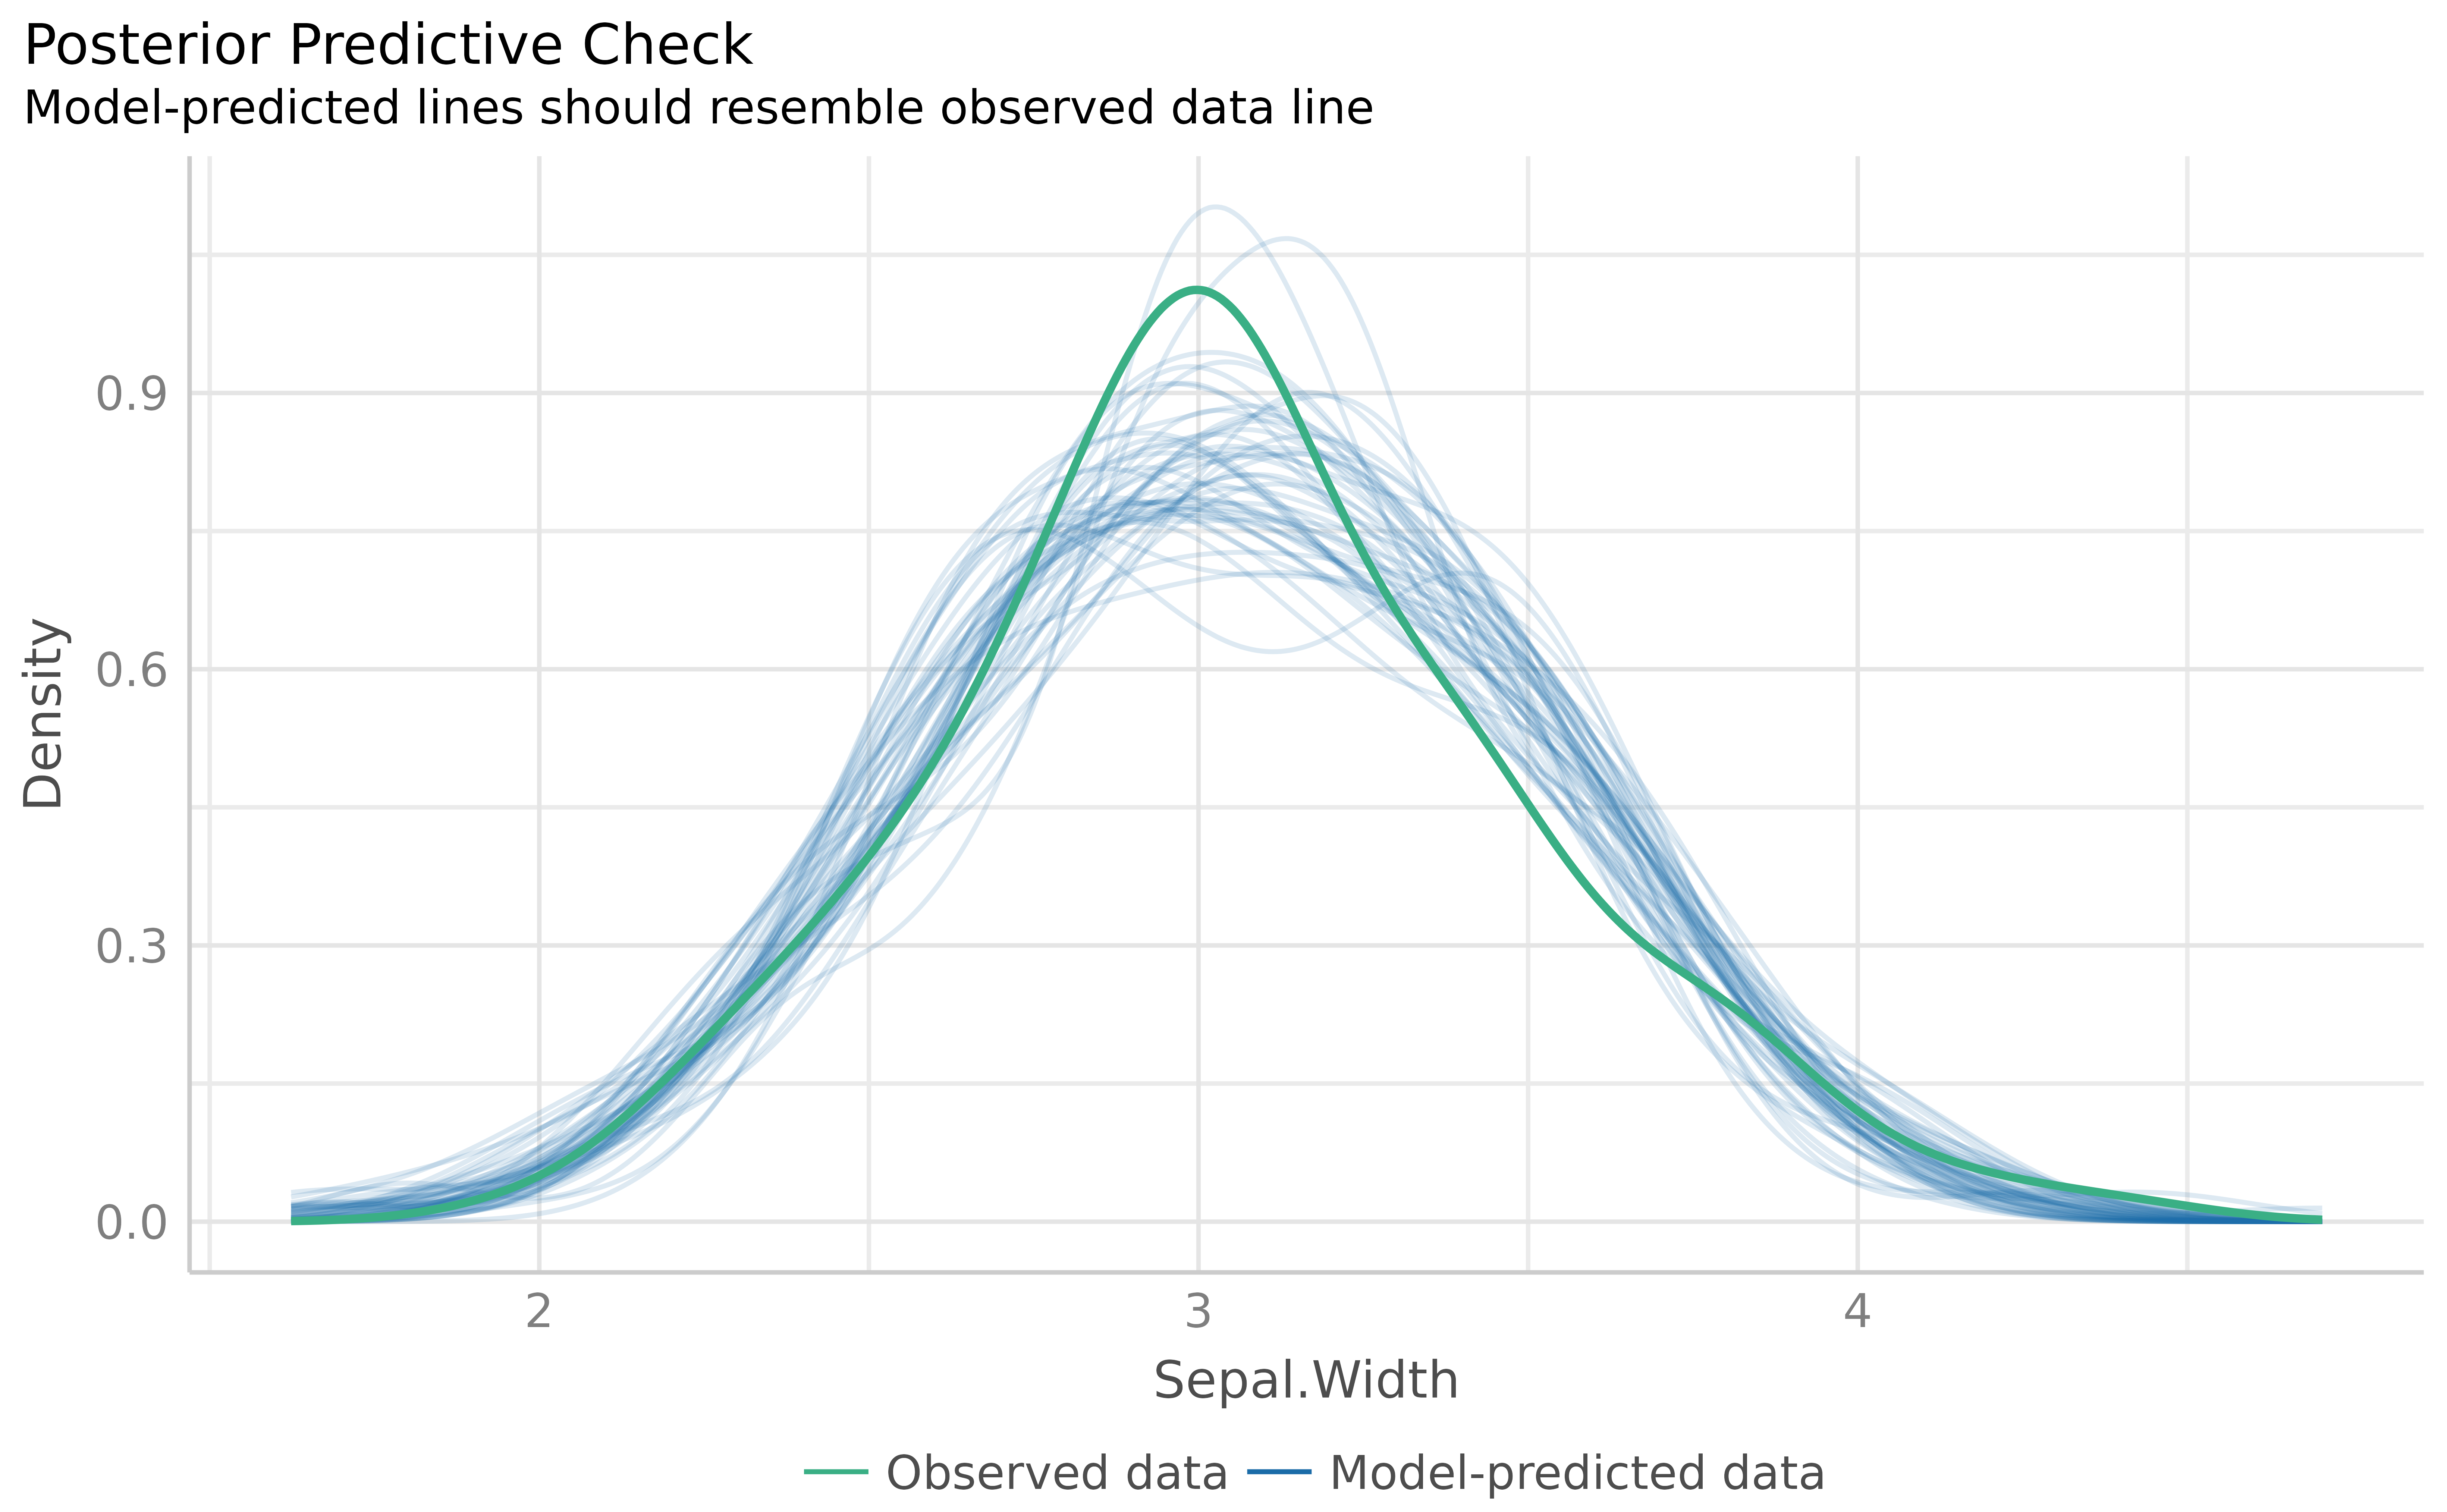 Posterior Predictive Check
Model-predicted lines should resemble observed data line
Density
0.9
0.6
0.3
0.0
2 3 4
Sepal.Width
Observed data Model-predicted data